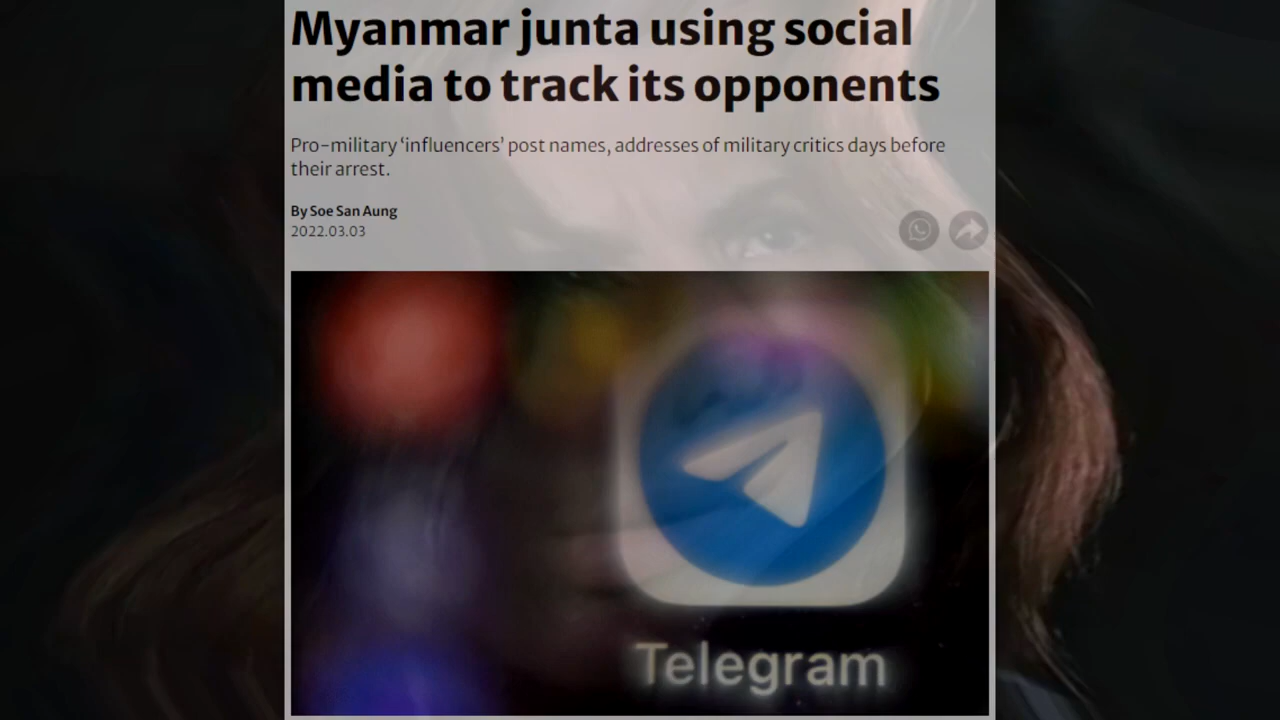 Myanmar junta using social
media to track its opponents
Pro-military ‘influencers’ post names, addresses of military critics days before
their arrest.
By Soe San Aung
2022.03.03
Telegram